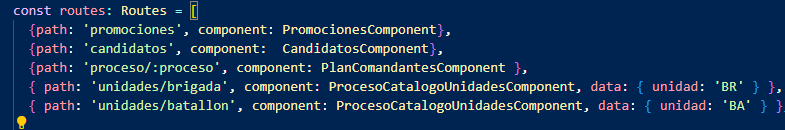 const routes: Routes = [
{path: 'promociones', component: PromocionesComponent},
{path: 'candidatos', component:  CandidatosComponent},
{path: 'proceso/:proceso', component: PlanComandantesComponent },
{ path: 'unidades/brigada', component: ProcesoCatalogoUnidadesComponent, data: { unidad: 'BR' } },
{ path: 'unidades/batallon', component: ProcesoCatalogoUnidadesComponent, data: { unidad: 'BA' } },